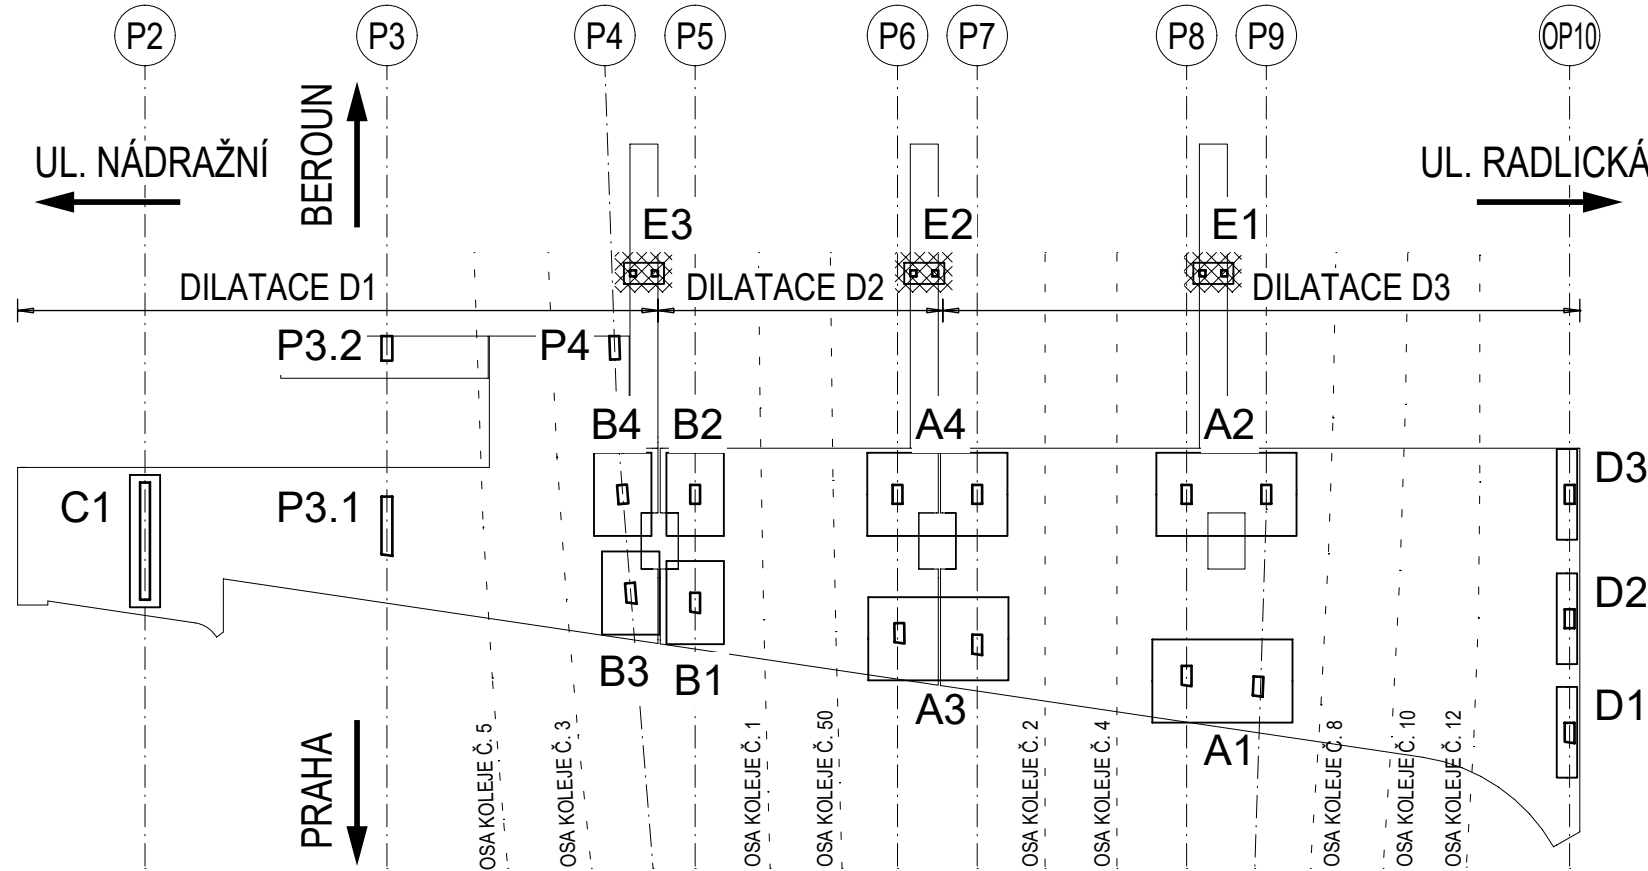 P2 P3 P4 P5 P6 P7 P8 P9 OP10
BEROUN
UL. NÁDRAŽNÍ
UL. RADLICKÁ
E3 E2 E1
DILATACE D1 DILATACE D2 DILATACE D3
P3.2 P4
B4 B2 A4 A2
D3
C1 P3.1
D2
B3 B1 A3 D1
A1
PRAHA
OSA KOLEJE Č. 5
OSA KOLEJE Č. 3
OSA KOLEJE Č. 1
OSA KOLEJE Č. 50
OSA KOLEJE Č. 2
OSA KOLEJE Č. 4
OSA KOLEJE Č. 8
OSA KOLEJE Č. 10
OSA KOLEJE Č. 12